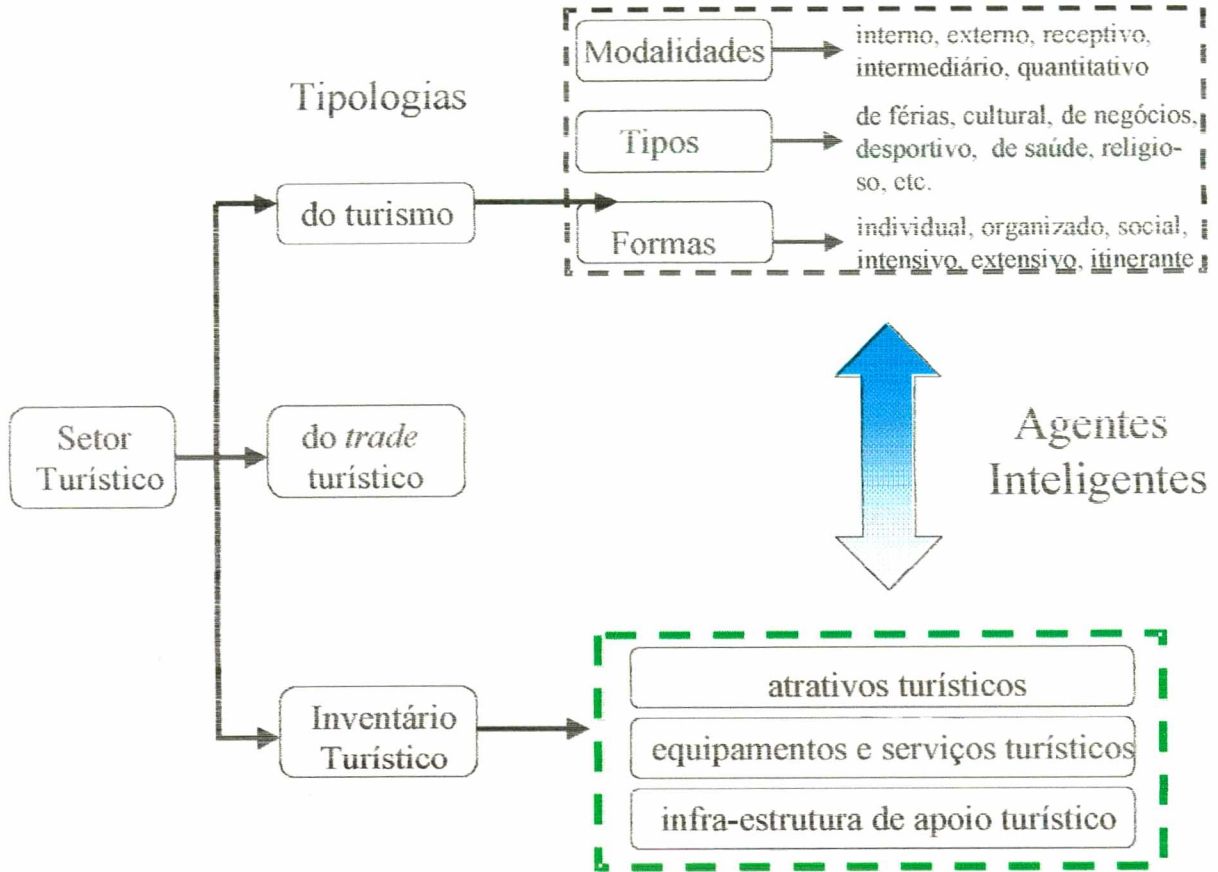 Modalidades
interno, externo, receptivo,
intermediário, quantitativo
Tipologias
Tipos
de férias, cultural, de negócios,
desportivo, de saúde, religio-
so, etc.
do turismo
Formas
individual, organizado, social,
intensivo, extensivo, itinerante
Setor
Turístico
do trade
turístico
Agentes
Inteligentes
Inventário
Turístico
atrativos turísticos
equipamentos e serviços turísticos
infra-estrutura de apoio turístico